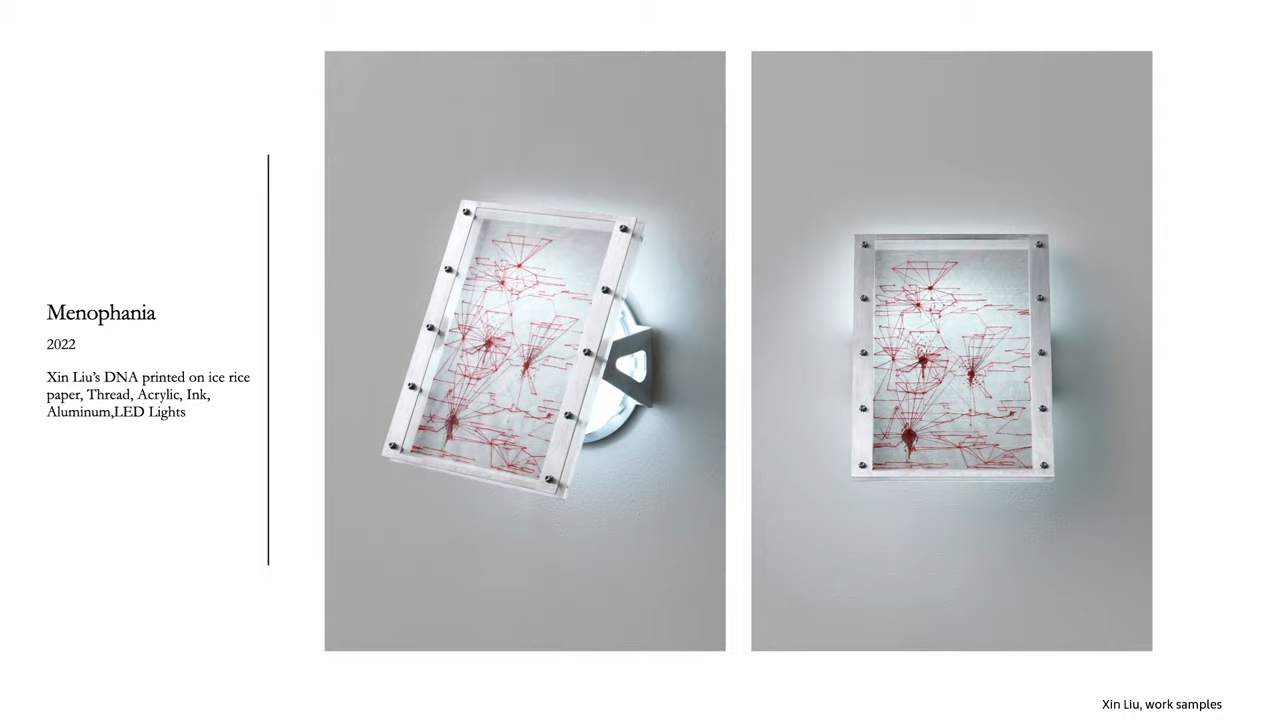 Menophania
2022
Xin Liu’s DNA printed on ice rice
paper, Thread, Acrylic, Ink,
Aluminum,LED Lights
Xin Liu, work samples